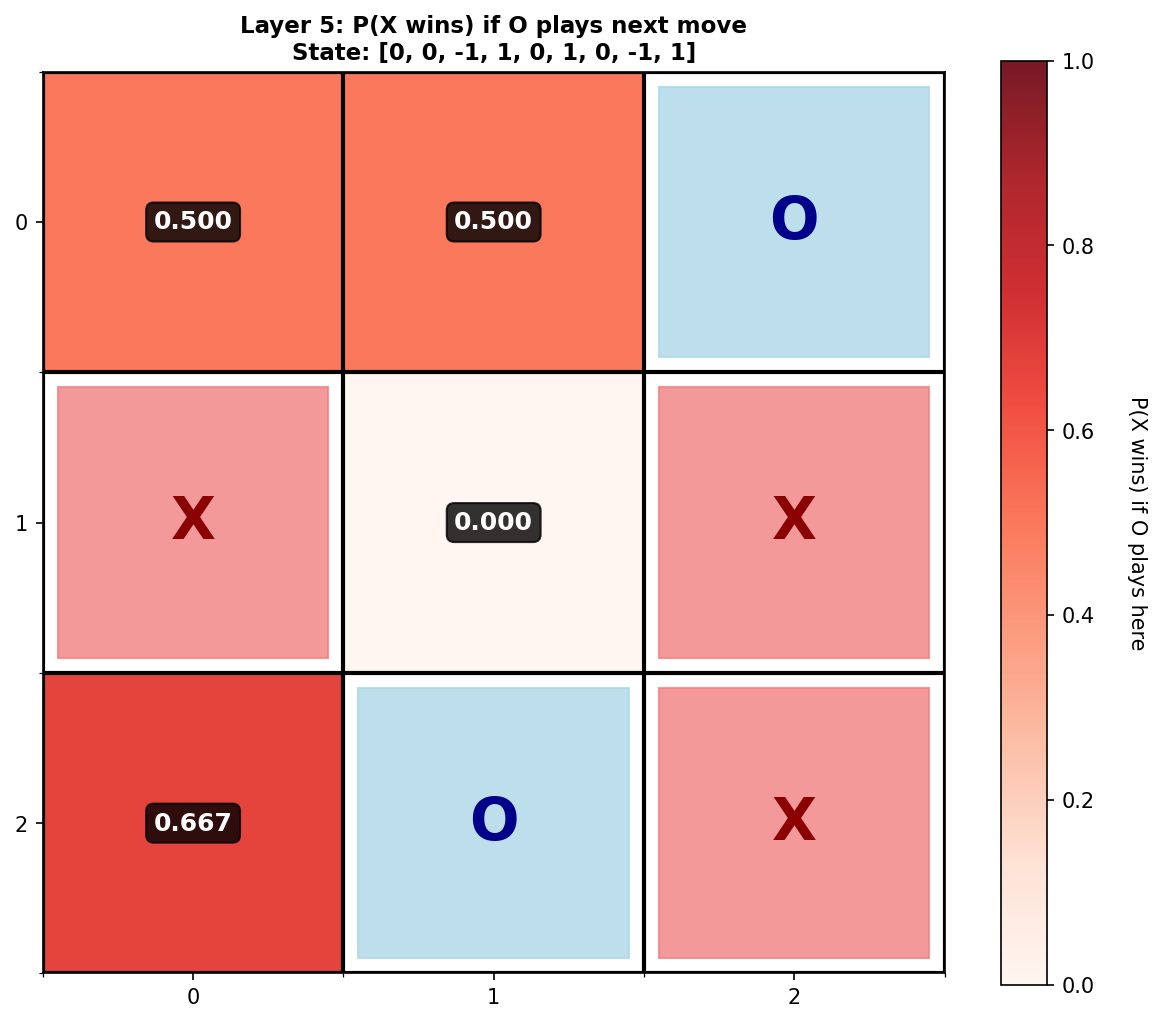 Layer 5: P(X wins) if O plays next move
State: [0, 0, -1, 1, 0, 1, 0, -1, 1]
0.500
0.500
O
X
0.000
X
0.667
O
X
0
1
2
0
1
2
1.0
0.8
0.6
0.4
0.2
0.0
P(X wins) if O plays here